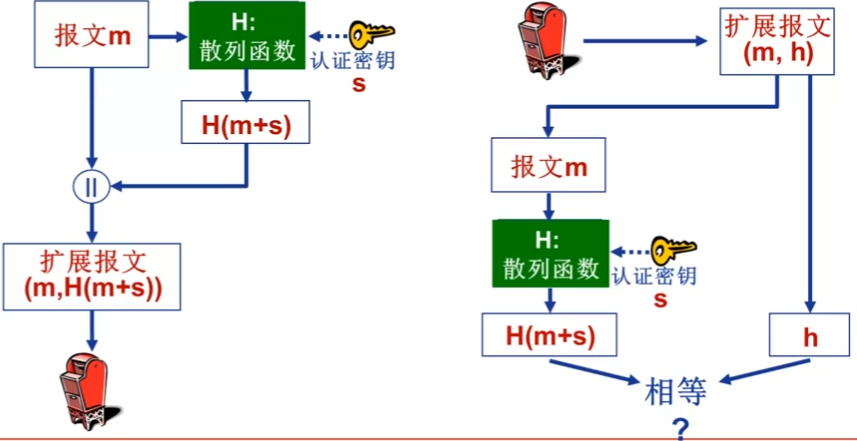 报文m
H:
散列函数
认证密钥
s
H(m+s)
||
扩展报文
(m,H(m+s))
扩展报文
(m, h)
报文m
H:
散列函数
认证密钥
s
H(m+s)
h
相等
?